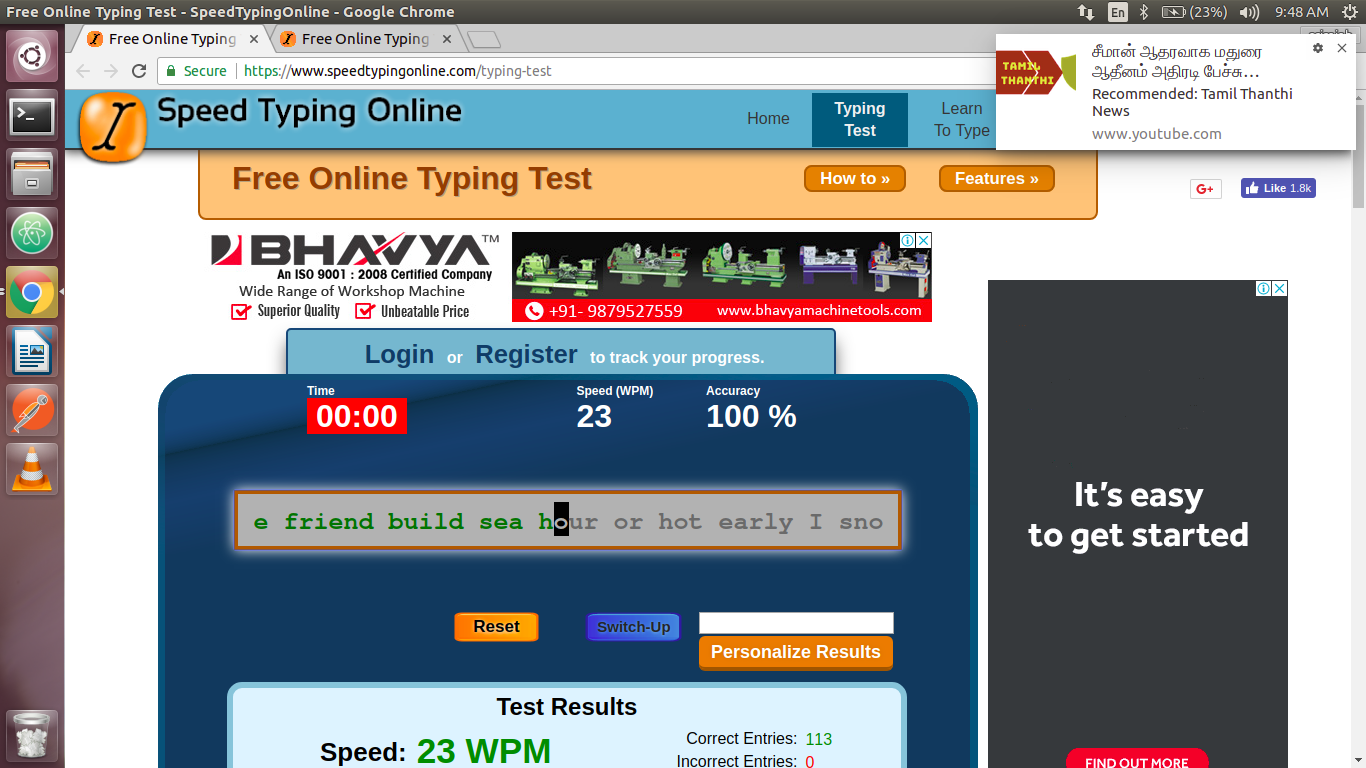 Free Online Typing Test - SpeedTypingOnline - Google Chrome
En
(23%)
9:48 AM
Free Online Typing
Free Online Typing
Secure
https://www.speedtypingonline.com/typing-test
சீமான் ஆதரவாக மதுரை
ஆதீனம் அதிரடி பேச்சு...
Recommended: Tamil Thanthi
News
www.youtube.com
TAMIL
THANTHI
Speed Typing Online
Home
Typing
Test
Learn
To Type
Free Online Typing Test
How to »
Features »
G+
Like 1.8k
BHAVYA™
An ISO 9001 : 2008 Certified Company
Wide Range of Workshop Machine
Superior Quality
Unbeatable Price
+91- 9879527559
www.bhavyamachinetools.com
Login or Register to track your progress.
Time
00:00
Speed (WPM)
23
Accuracy
100 %
e friend build sea hour or hot early I sno
Reset
Switch-Up
Personalize Results
Test Results
Speed: 23 WPM
Correct Entries: 113
Incorrect Entries: 0
It's easy
to get started
FIND OUT MORE